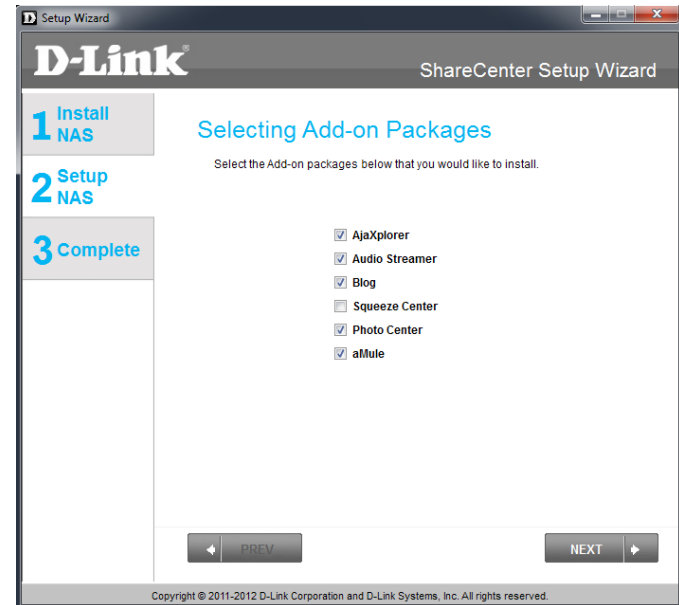 Setup Wizard
D-Link®
ShareCenter Setup Wizard
1 Install
NAS
2 Setup
NAS
3 Complete
Selecting Add-on Packages
Select the Add-on packages below that you would like to install.
AjaXplorer
Audio Streamer
Blog
Squeeze Center
Photo Center
aMule
PREV
NEXT
Copyright © 2011-2012 D-Link Corporation and D-Link Systems, Inc. All rights reserved.